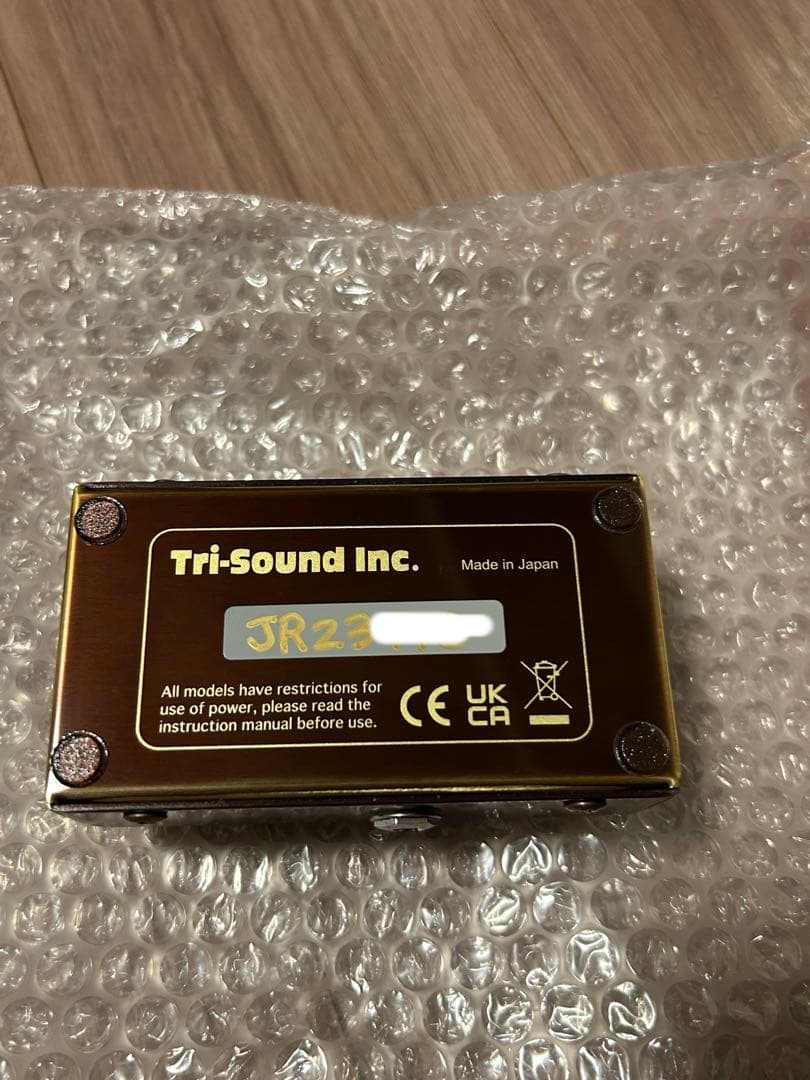 Tri-Sound Inc.
Made in Japan
JR23
All models have restrictions for
use of power, please read the
instruction manual before use.
CE
UK
CA